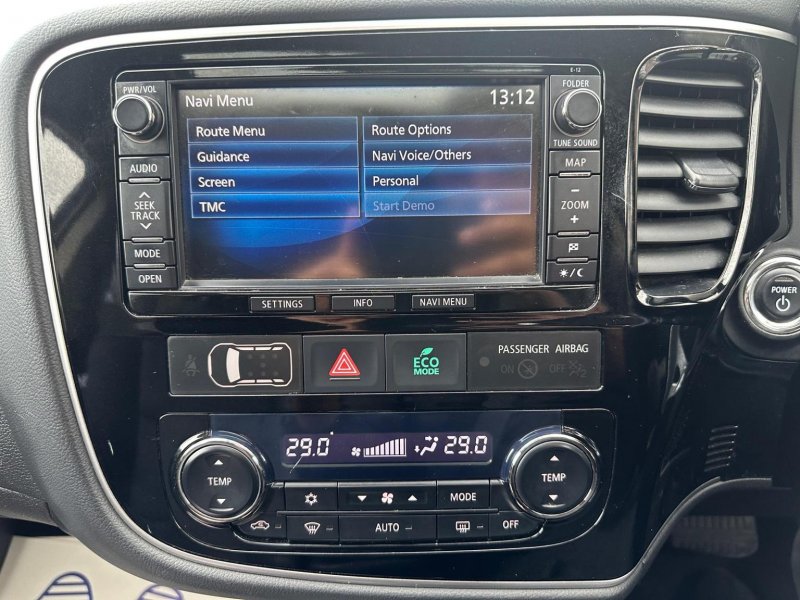 E-12
PWR/VOL
FOLDER
Navi Menu 13:12
TUNE SOUND
Route Menu Route Options
Guidance Navi Voice/Others
Screen Personal
TMC Start Demo
AUDIO
SEEK
TRACK
MODE
OPEN
MAP
ZOOM
SETTINGS INFO NAVI MENU
POWER
ECO
MODE
PASSENGER AIRBAG
ON OFF
29.0 29.0
TEMP TEMP
MODE
AUTO OFF